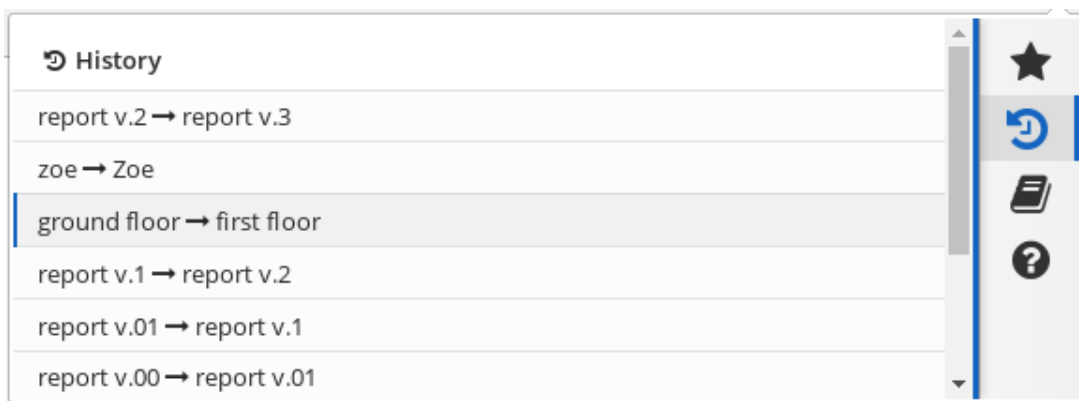 History
report v.2 → report v.3
zoe → Zoe
ground floor → first floor
report v.1 → report v.2
report v.01 → report v.1
report v.00 → report v.01